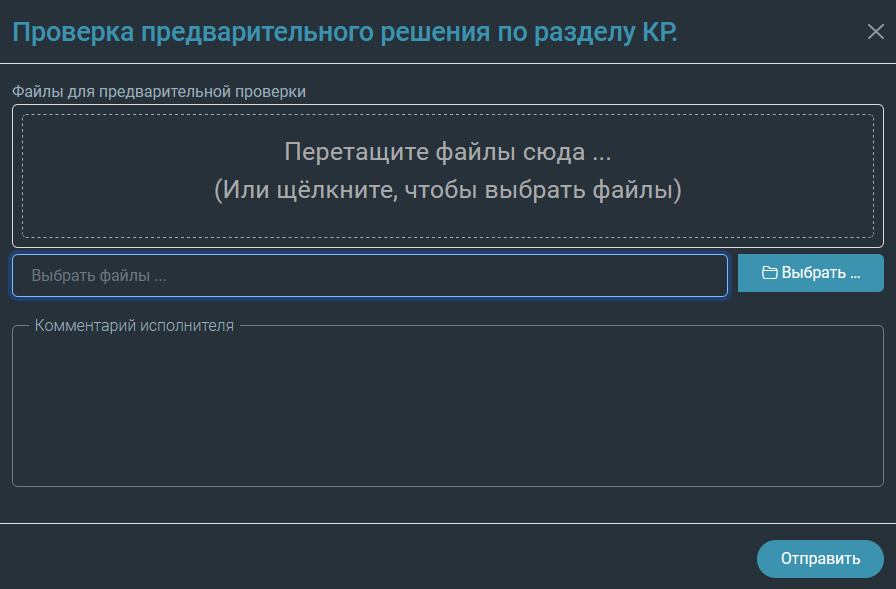 Проверка предварительного решения по разделу КР.
Файлы для предварительной проверки
Перетащите файлы сюда ...
(Или щёлкните, чтобы выбрать файлы)
Выбрать файлы ...
Выбрать ...
Комментарий исполнителя
Отправить